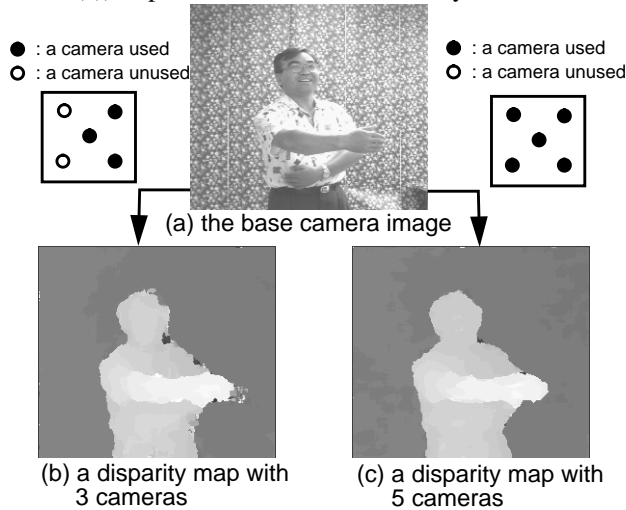 : a camera used
: a camera unused
: a camera used
: a camera unused
(a) the base camera image
(b) a disparity map with
3 cameras
(c) a disparity map with
5 cameras